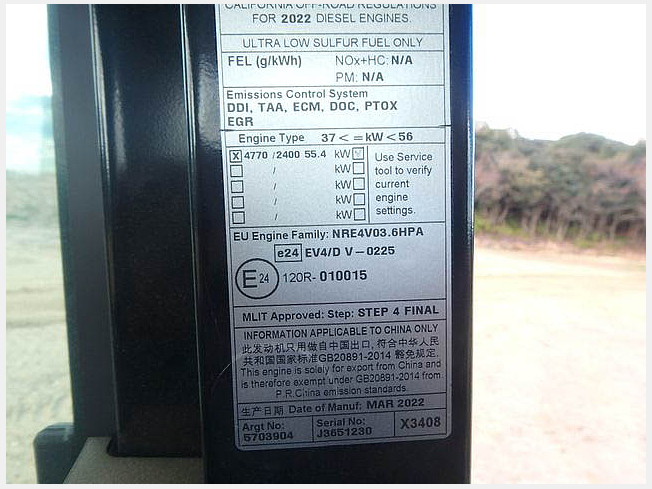 CALIFORNIA OFF-ROAD REGULATIONS
FOR 2022 DIESEL ENGINES.
ULTRA LOW SULFUR FUEL ONLY
FEL (g/kWh) NOx+HC: N/A
PM: N/A
Emissions Control System
DDI, TAA, ECM, DOC, PTOX
EGR
Engine Type 37 < = kW < 56
X 4770 / 2400 55.4 kW
/ kW
/ kW
/ kW
/ kW
Use Service
tool to verify
current
engine
settings.
EU Engine Family: NRE4V03.6HPA
e24 EV4/D V-0225
E 24 120R- 010015
MLIT Approved: Step: STEP 4 FINAL
INFORMATION APPLICABLE TO CHINA ONLY
此发动机只用做自中国出口, 符合中华人民
共和国国家标准GB20891-2014 豁免规定.
This engine is solely for export from China and
is therefore exempt under GB20891-2014 from
P.R.China emission standards.
生产日期 Date of Manuf: MAR 2022
Argt No:
5703904
Serial No:
J3651230
X3408